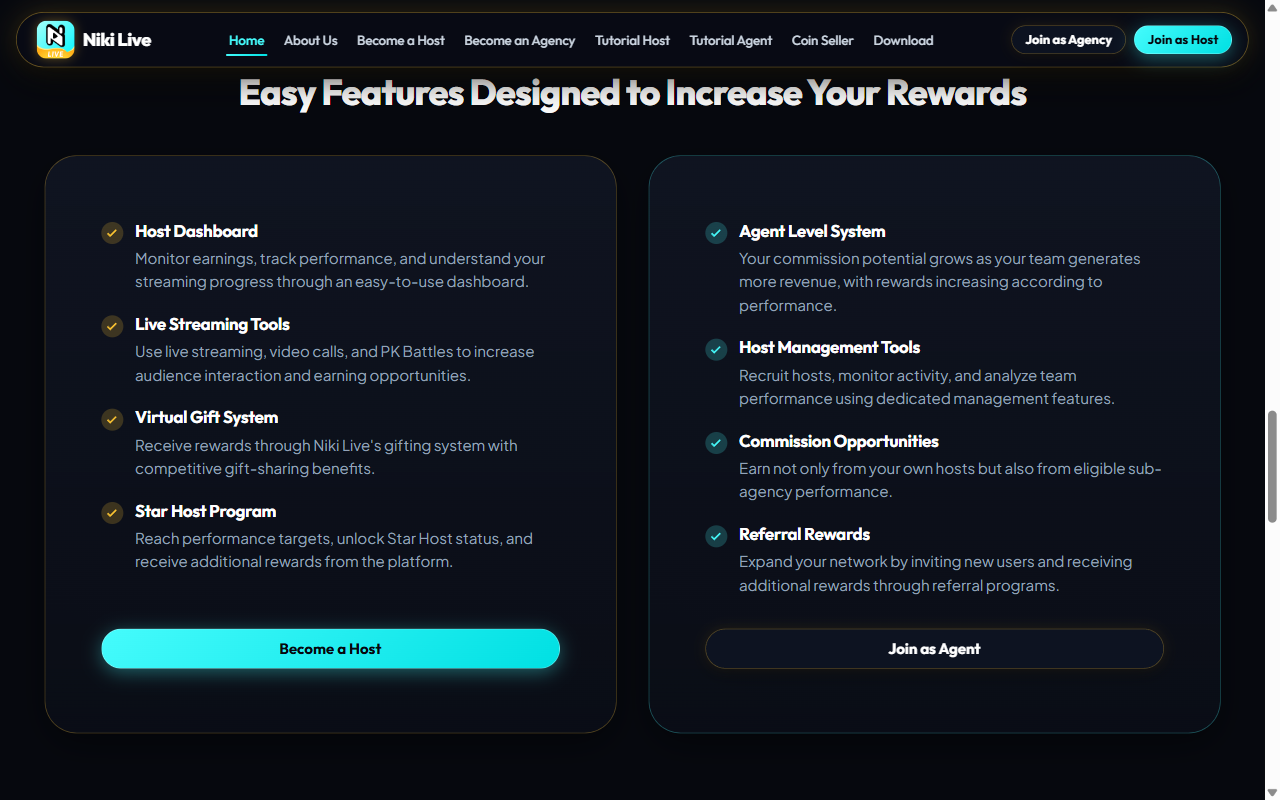 LIVE
Niki Live
Home
About Us
Become a Host
Become an Agency
Tutorial Host
Tutorial Agent
Coin Seller
Download
Join as Agency
Join as Host
Easy Features Designed to Increase Your Rewards
Host Dashboard
Monitor earnings, track performance, and understand your
streaming progress through an easy-to-use dashboard.
Live Streaming Tools
Use live streaming, video calls, and PK Battles to increase
audience interaction and earning opportunities.
Virtual Gift System
Receive rewards through Niki Live's gifting system with
competitive gift-sharing benefits.
Star Host Program
Reach performance targets, unlock Star Host status, and
receive additional rewards from the platform.
Become a Host
Agent Level System
Your commission potential grows as your team generates
more revenue, with rewards increasing according to
performance.
Host Management Tools
Recruit hosts, monitor activity, and analyze team
performance using dedicated management features.
Commission Opportunities
Earn not only from your own hosts but also from eligible sub-
agency performance.
Referral Rewards
Expand your network by inviting new users and receiving
additional rewards through referral programs.
Join as Agent